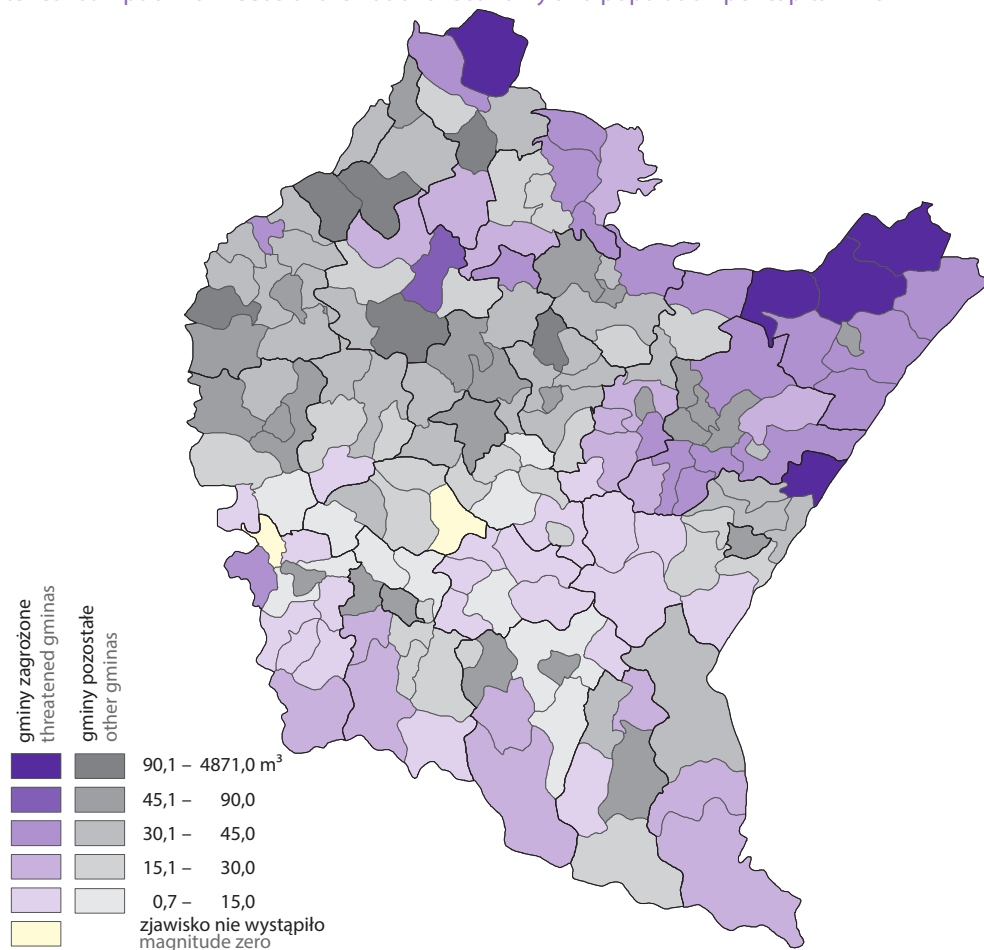 gminy zagrożone
threatened gminas
gminy pozostałe
other gminas
90,1 – 4871,0 m³
45,1 – 90,0
30,1 – 45,0
15,1 – 30,0
0,7 – 15,0
zjawisko nie wystąpiło
magnitude zero